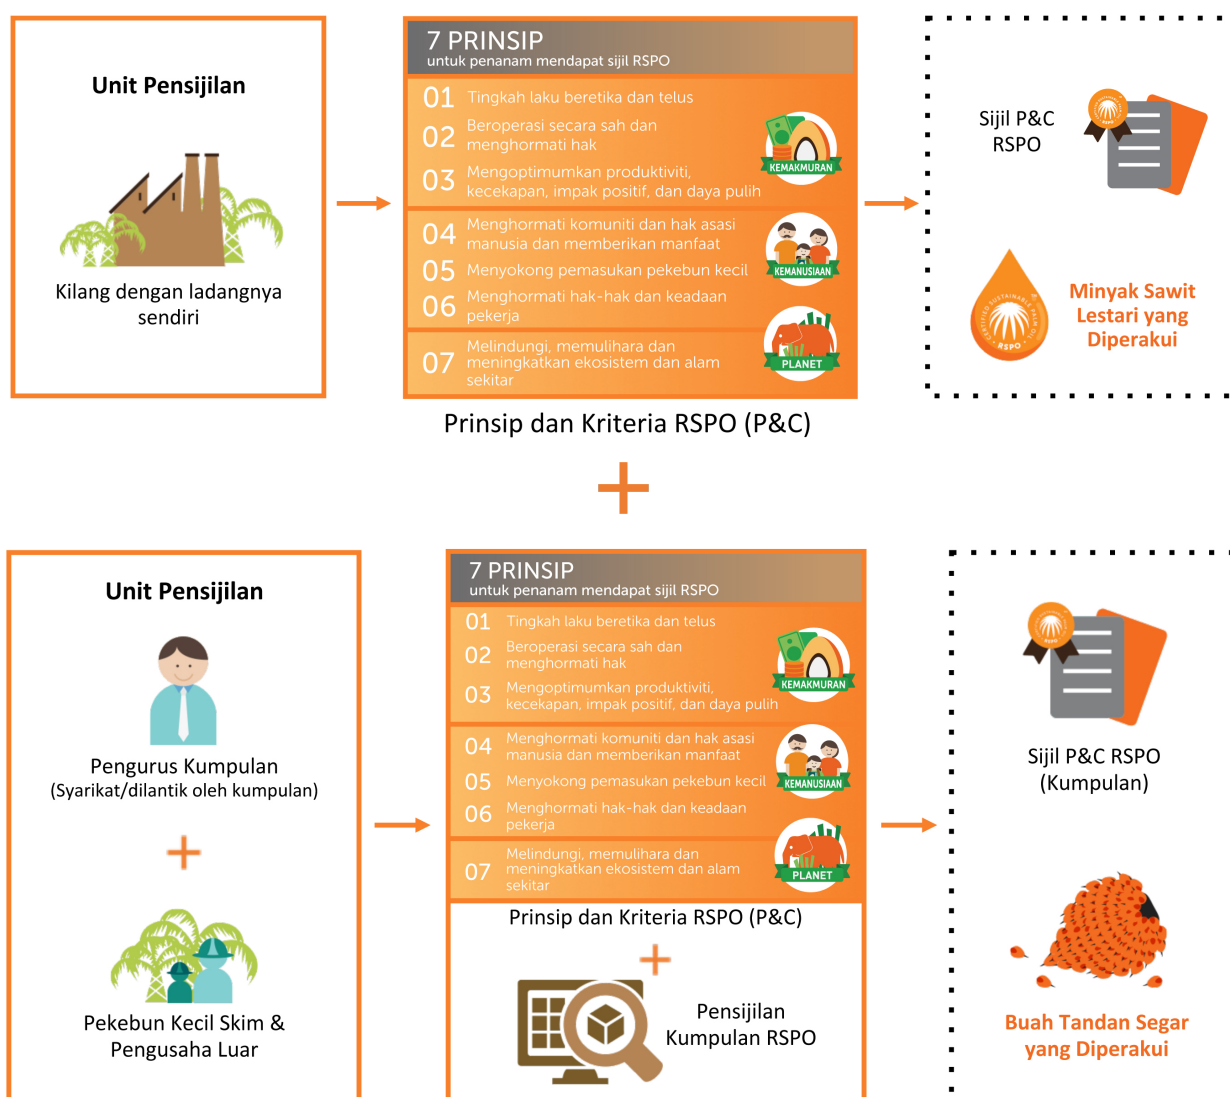 Unit Pensijilan
Kilang dengan ladangnya
sendiri
7 PRINSIP
untuk penanam mendapat sijil RSPO
01 Tingkah laku beretika dan telus
02 Beroperasi secara sah dan
menghormati hak
03 Mengoptimumkan produktiviti,
kecekapan, impak positif, dan daya pulih
KEMAKMURAN
04 Menghormati komuniti dan hak asasi
manusia dan memberikan manfaat
05 Menyokong pemasukan pekebun kecil
06 Menghormati hak-hak dan keadaan
pekerja
KEMANUSIAAN
07 Melindungi, memulihara dan
meningkatkan ekosistem dan alam
sekitar
PLANET
Prinsip dan Kriteria RSPO (P&C)
Sijil P&C
RSPO
RSPO
CERTIFIED SUSTAINABLE PALM OIL
RSPO
Minyak Sawit
Lestari yang
Diperakui
+
Unit Pensijilan
Pengurus Kumpulan
(Syarikat/dilantik oleh kumpulan)
+
Pekebun Kecil Skim &
Pengusaha Luar
7 PRINSIP
untuk penanam mendapat sijil RSPO
01 Tingkah laku beretika dan telus
02 Beroperasi secara sah dan
menghormati hak
03 Mengoptimumkan produktiviti,
kecekapan, impak positif, dan daya pulih
KEMAKMURAN
04 Menghormati komuniti dan hak asasi
manusia dan memberikan manfaat
05 Menyokong pemasukan pekebun kecil
06 Menghormati hak-hak dan keadaan
pekerja
KEMANUSIAAN
07 Melindungi, memulihara dan
meningkatkan ekosistem dan alam
sekitar
PLANET
Prinsip dan Kriteria RSPO (P&C)
+
Pensijilan
Kumpulan RSPO
RSPO
Sijil P&C RSPO
(Kumpulan)
Buah Tandan Segar
yang Diperakui